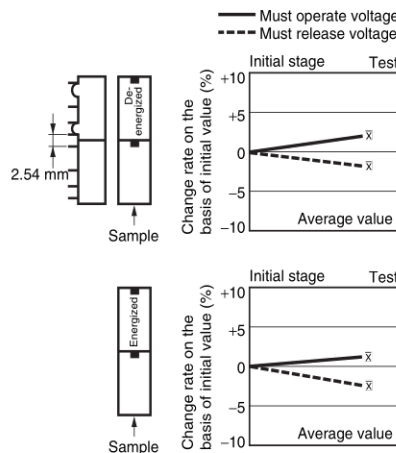 Must operate voltage
Must release voltage
De-
energized
2.54 mm
Sample
Change rate on the
basis of initial value (%)
Initial stage
Test
+10
+5
0
−5
−10
x̄
x̄
Average value
Energized
Sample
Change rate on the
basis of initial value (%)
Initial stage
Test
+10
+5
0
−5
−10
x̄
x̄
Average value